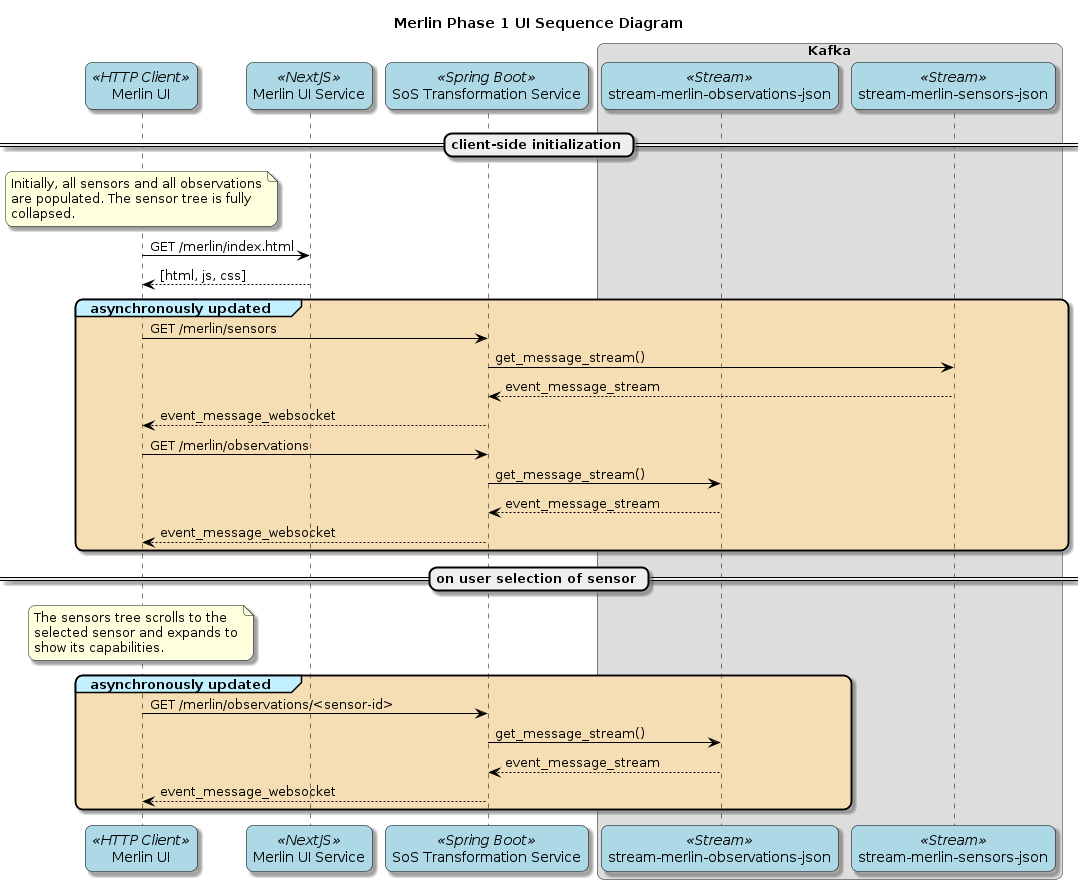 Merlin Phase 1 UI Sequence Diagram
Kafka
«HTTP Client»
Merlin UI
«NextJS»
Merlin UI Service
«Spring Boot»
SoS Transformation Service
«Stream»
stream-merlin-observations-json
«Stream»
stream-merlin-sensors-json
client-side initialization
Initially, all sensors and all observations
are populated. The sensor tree is fully
collapsed.
GET /merlin/index.html
[html, js, css]
asynchronously updated
GET /merlin/sensors
get_message_stream()
event_message_stream
event_message_websocket
GET /merlin/observations
get_message_stream()
event_message_stream
event_message_websocket
on user selection of sensor
The sensors tree scrolls to the
selected sensor and expands to
show its capabilities.
asynchronously updated
GET /merlin/observations/<sensor-id>
get_message_stream()
event_message_stream
event_message_websocket
«HTTP Client»
Merlin UI
«NextJS»
Merlin UI Service
«Spring Boot»
SoS Transformation Service
«Stream»
stream-merlin-observations-json
«Stream»
stream-merlin-sensors-json